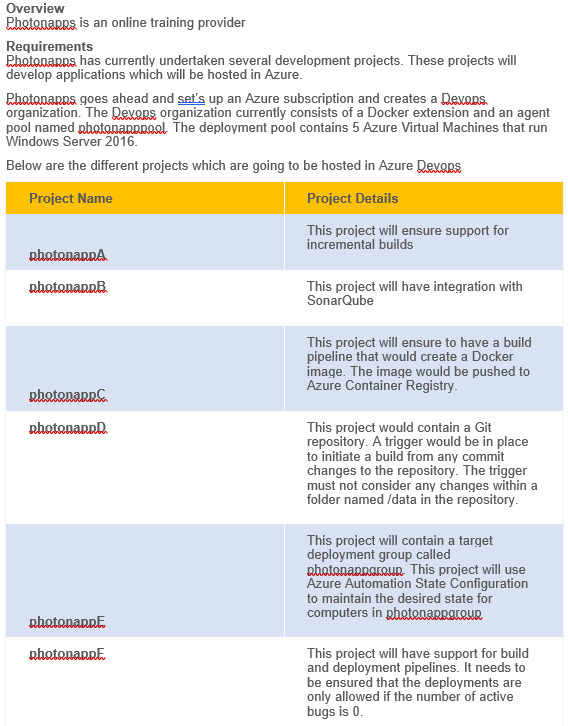 Overview
Photonapps is an online training provider
Requirements
Photonapps has currently undertaken several development projects. These projects will
develop applications which will be hosted in Azure.
Photonapps goes ahead and set's up an Azure subscription and creates a Devops
organization. The Devops organization currently consists of a Docker extension and an agent
pool named photonapppool. The deployment pool contains 5 Azure Virtual Machines that run
Windows Server 2016.
Below are the different projects which are going to be hosted in Azure Devops
Project Name
Project Details
photonappA
This project will ensure support for
incremental builds
photonappB
This project will have integration with
SonarQube
photonappC
This project will ensure to have a build
pipeline that would create a Docker
image. The image would be pushed to
Azure Container Registry.
photonappD
This project would contain a Git
repository. A trigger would be in place
to initiate a build from any commit
changes to the repository. The trigger
must not consider any changes within a
folder named /data in the repository.
photonappE
This project will contain a target
deployment group called
photonappgroup. This project will use
Azure Automation State Configuration
to maintain the desired state for
computers in photonappgroup
photonappF
This project will have support for build
and deployment pipelines. It needs to
be ensured that the deployments are
only allowed if the number of active
bugs is 0.